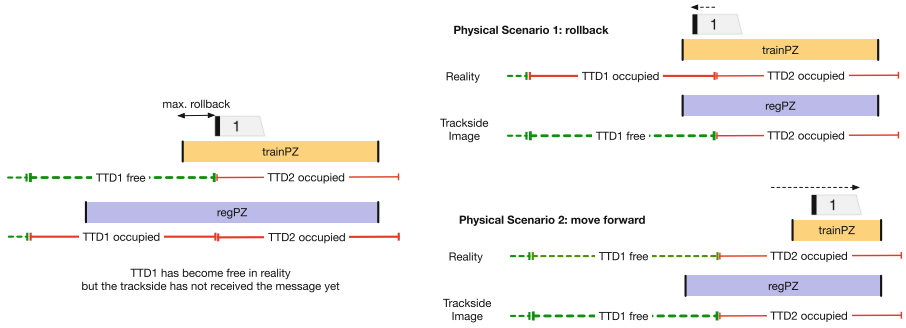 max. rollback
1
trainPZ
TTD1 free
TTD2 occupied
regPZ
TTD1 occupied
TTD2 occupied
TTD1 has become free in reality
but the trackside has not received the message yet
Physical Scenario 1: rollback
1
trainPZ
Reality
TTD1 occupied
TTD2 occupied
regPZ
Trackside
Image
TTD1 free
TTD2 occupied
Physical Scenario 2: move forward
1
trainPZ
Reality
TTD1 free
TTD2 occupied
regPZ
Trackside
Image
TTD1 free
TTD2 occupied